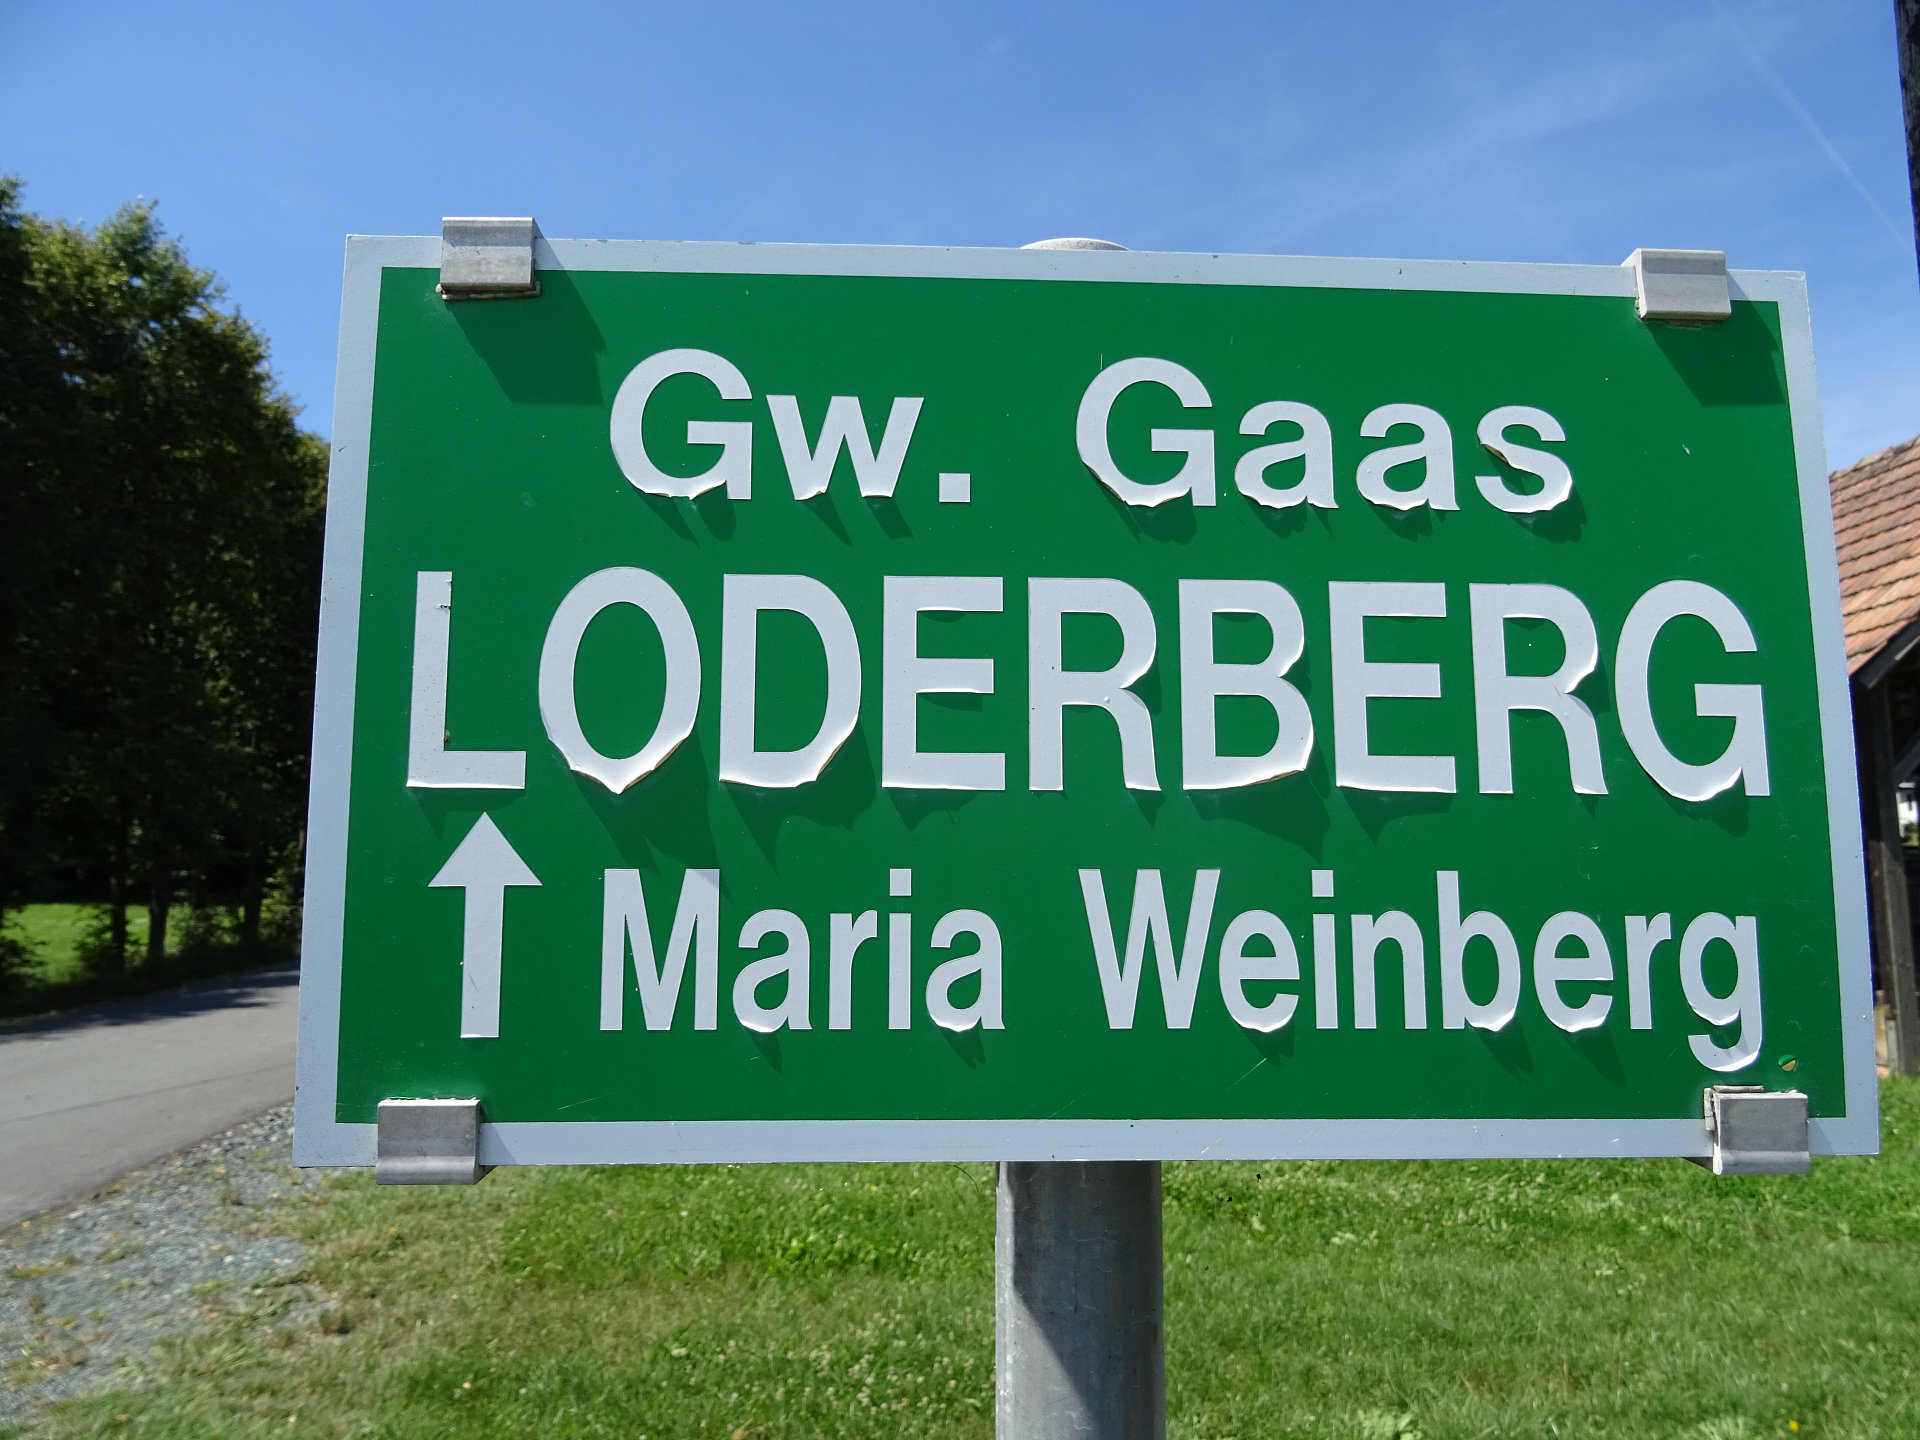 Gw. Gaas
LODERBERG
↑ Maria Weinberg